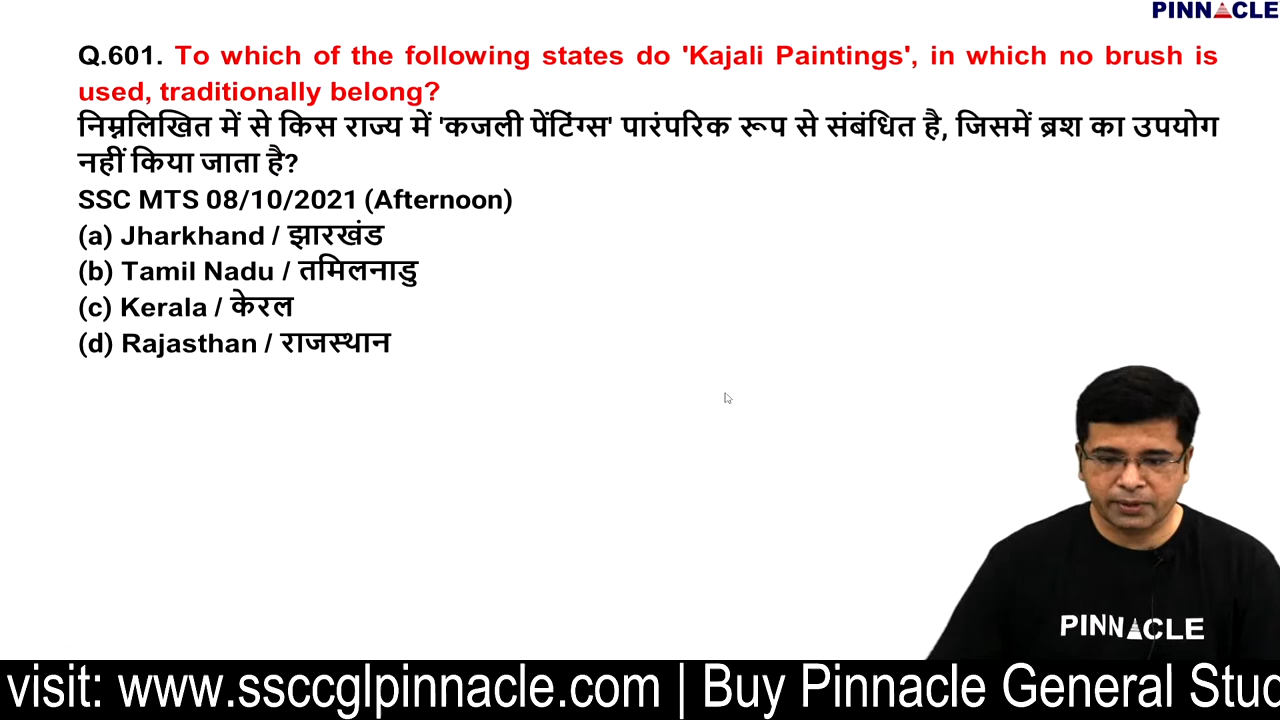 PINNACLE
Q.601. To which of the following states do 'Kajali Paintings', in which no brush is
used, traditionally belong?
निम्नलिखित में से किस राज्य में 'कजली पेंटिंग्स' पारंपरिक रूप से संबंधित है, जिसमें ब्रश का उपयोग
नहीं किया जाता है?
SSC MTS 08/10/2021 (Afternoon)
(a) Jharkhand / झारखंड
(b) Tamil Nadu / तमिलनाडु
(c) Kerala / केरल
(d) Rajasthan / राजस्थान
PINNACLE
visit: www.ssccglpinnacle.com | Buy Pinnacle General Stud